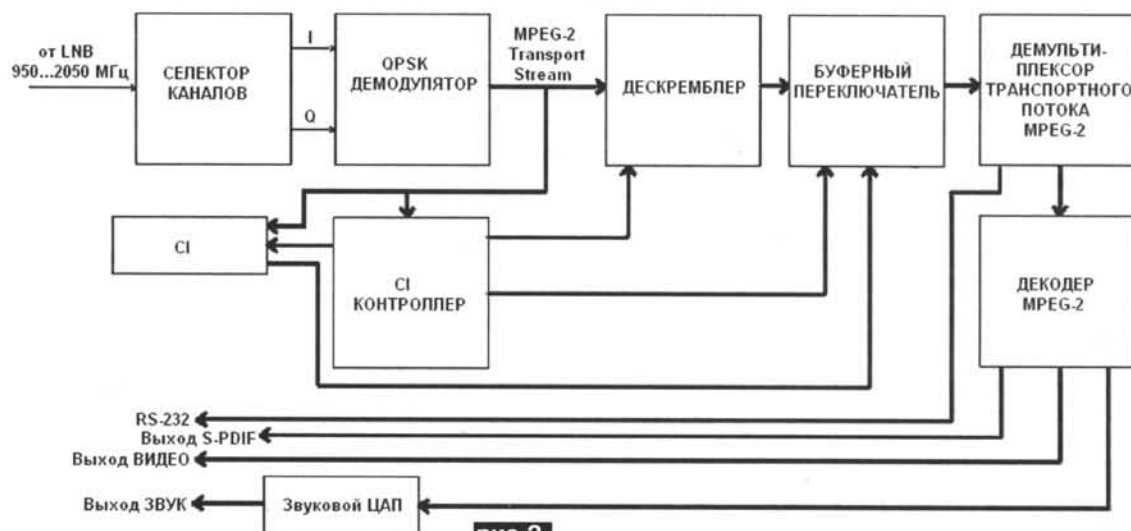 от LNB
950...2050 МГц
СЕЛЕКТОР
КАНАЛОВ
I
Q
QPSK
ДЕМОДУЛЯТОР
MPEG-2
Transport
Stream
ДЕСКРЕМБЛЕР
БУФЕРНЫЙ
ПЕРЕКЛЮЧАТЕЛЬ
ДЕМУЛЬТИ-
ПЛЕКСОР
ТРАНСПОРТНОГО
ПОТОКА
MPEG-2
CI
CI
КОНТРОЛЛЕР
ДЕКОДЕР
MPEG-2
RS-232
Выход S-PDIF
Выход ВИДЕО
Выход ЗВУК
Звуковой ЦАП